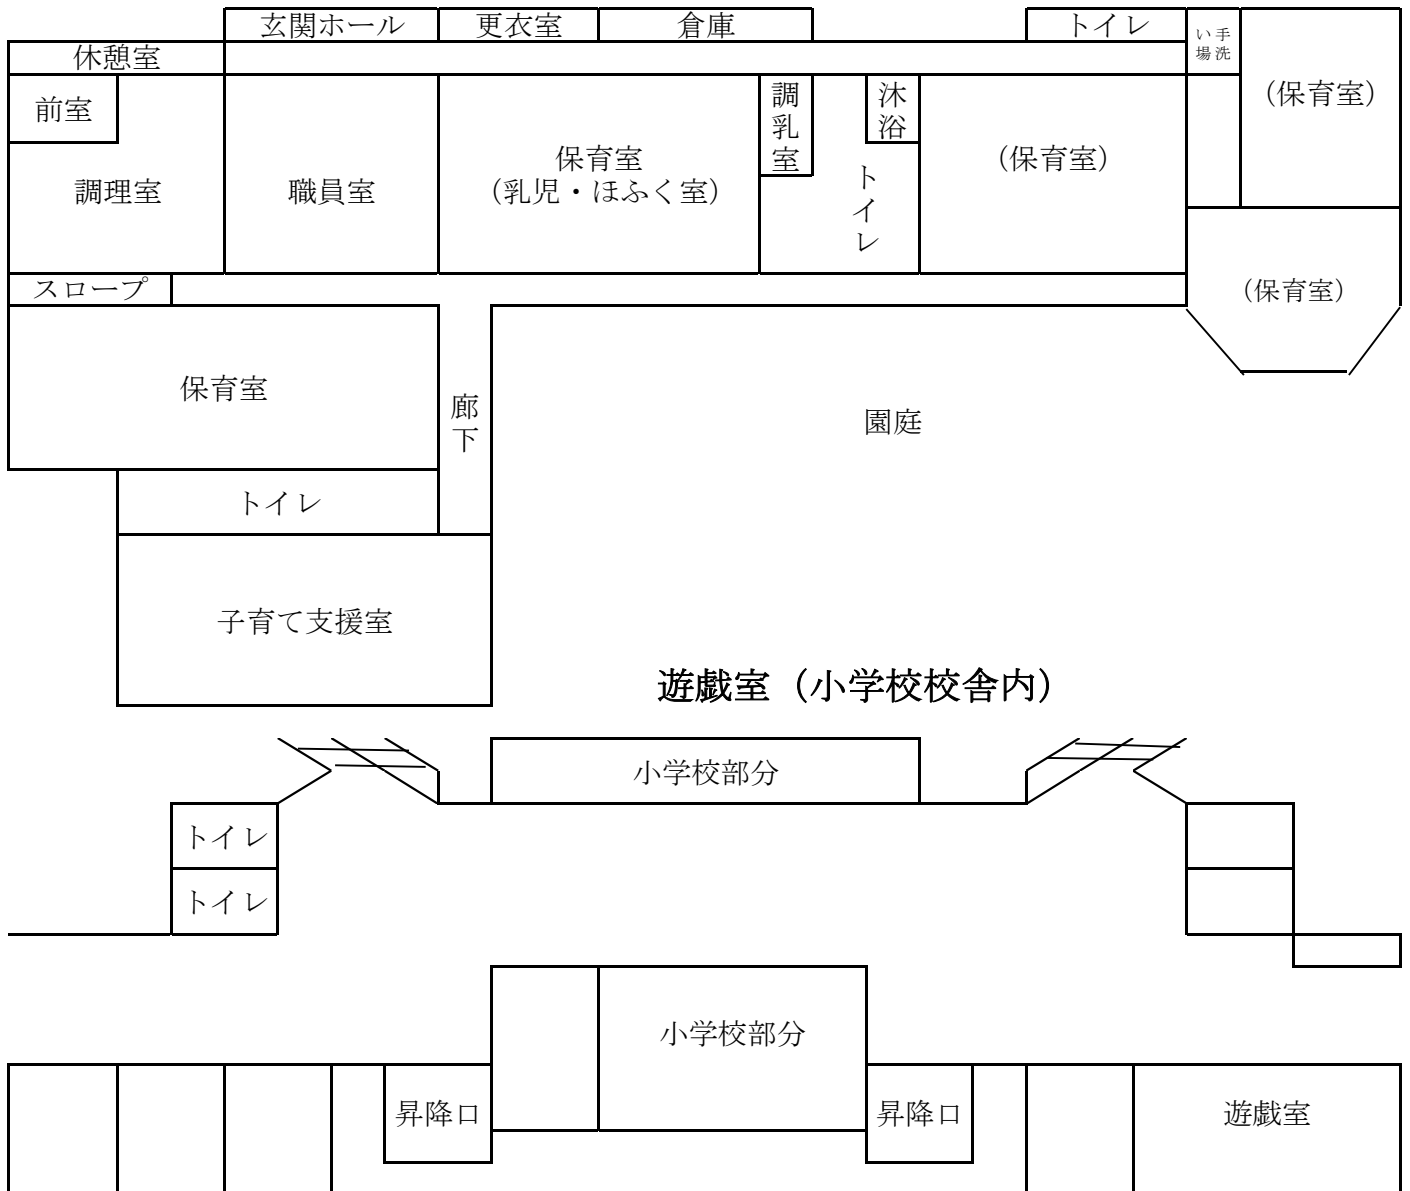 玄関ホール
更衣室
倉庫
トイレ
手洗い場
休憩室
(保育室)
前室
調乳室
沐浴
調理室
職員室
保育室
(乳児・ほふく室)
トイレ
(保育室)
スロープ
(保育室)
保育室
廊下
園庭
トイレ
子育て支援室
遊戯室(小学校校舎内)
小学校部分
トイレ
トイレ
小学校部分
昇降口
昇降口
遊戯室